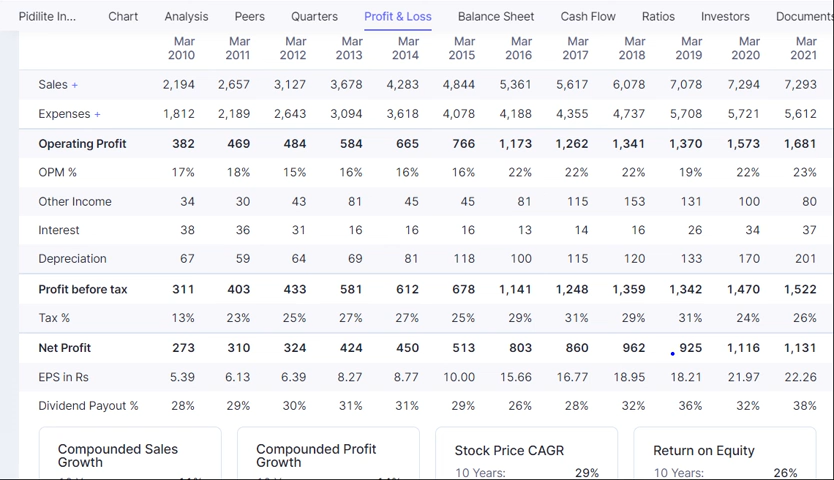 Pidilite In... Chart Analysis Peers Quarters Profit & Loss Balance Sheet Cash Flow Ratios Investors Documents
Mar 2010 Mar 2011 Mar 2012 Mar 2013 Mar 2014 Mar 2015 Mar 2016 Mar 2017 Mar 2018 Mar 2019 Mar 2020 Mar 2021
Sales + 2,194 2,657 3,127 3,678 4,283 4,844 5,361 5,617 6,078 7,078 7,294 7,293
Expenses + 1,812 2,189 2,643 3,094 3,618 4,078 4,188 4,355 4,737 5,708 5,721 5,612
Operating Profit 382 469 484 584 665 766 1,173 1,262 1,341 1,370 1,573 1,681
OPM % 17% 18% 15% 16% 16% 16% 22% 22% 22% 19% 22% 23%
Other Income 34 30 43 81 45 45 81 115 153 131 100 80
Interest 38 36 31 16 16 16 13 14 16 26 34 37
Depreciation 67 59 64 69 81 118 100 115 120 133 170 201
Profit before tax 311 403 433 581 612 678 1,141 1,248 1,359 1,342 1,470 1,522
Tax % 13% 23% 25% 27% 27% 25% 29% 31% 29% 31% 24% 26%
Net Profit 273 310 324 424 450 513 803 860 962 925 1,116 1,131
EPS in Rs 5.39 6.13 6.39 8.27 8.77 10.00 15.66 16.77 18.95 18.21 21.97 22.26
Dividend Payout % 28% 29% 30% 31% 31% 29% 26% 28% 32% 36% 32% 38%
Compounded Sales Growth
Compounded Profit Growth
Stock Price CAGR
10 Years: 29%
Return on Equity
10 Years: 26%